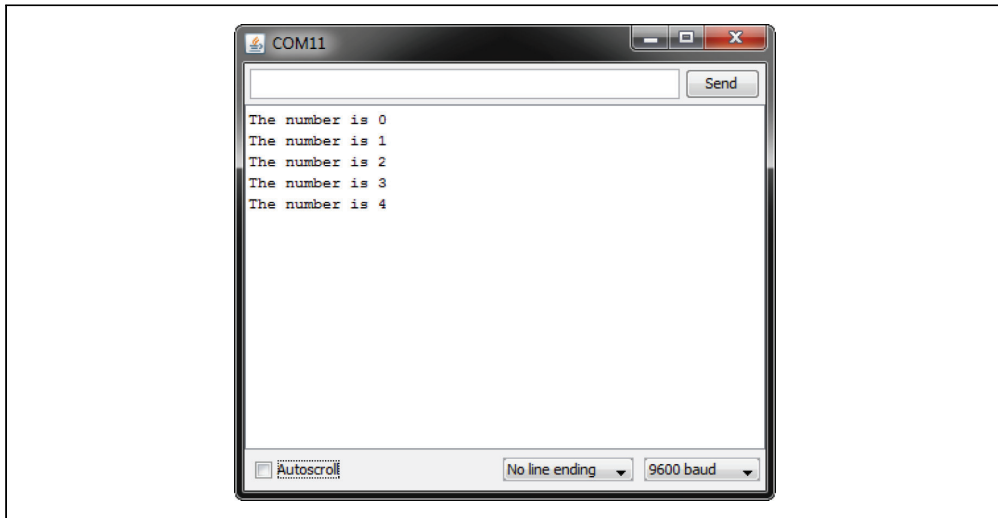 COM11
Send
The number is 0
The number is 1
The number is 2
The number is 3
The number is 4
Autoscroll
No line ending
9600 baud